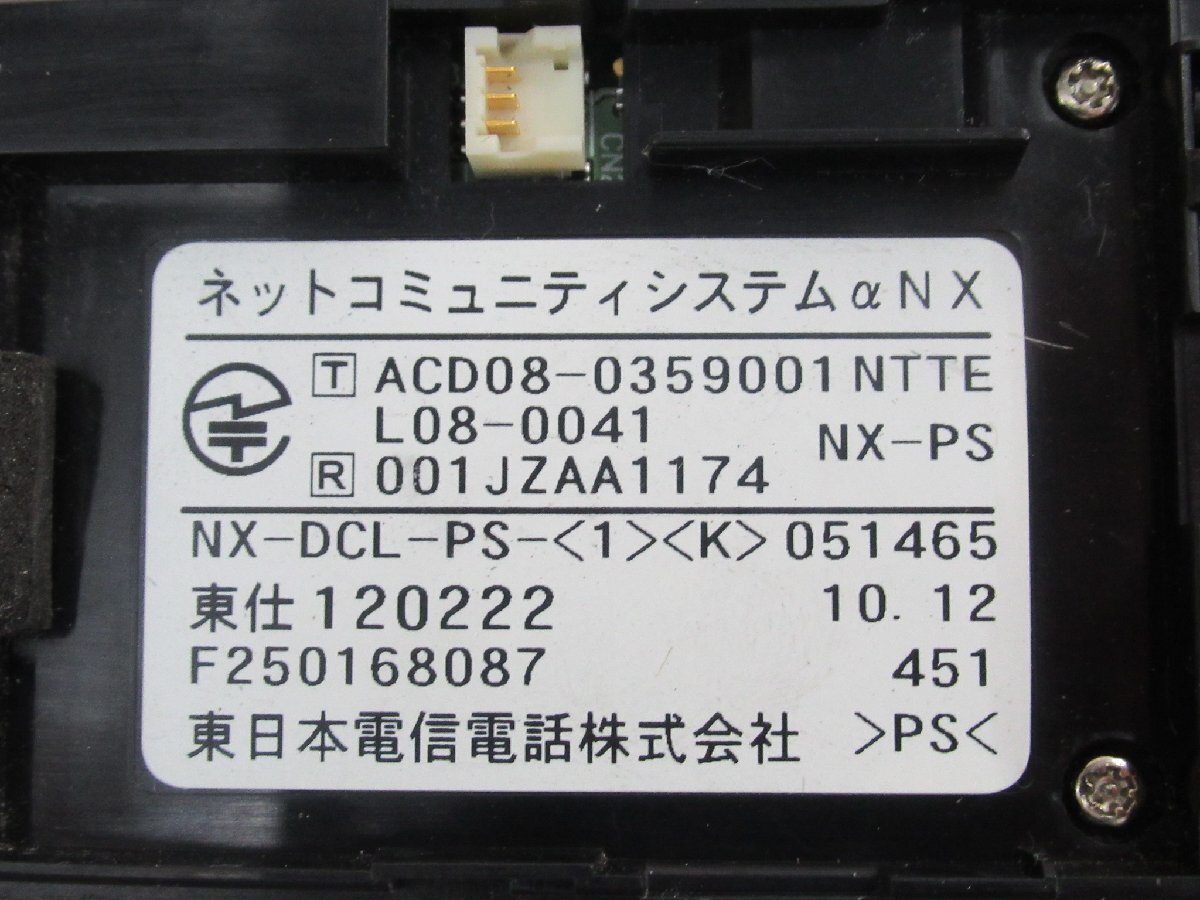 CN
ネットコミュニティシステムαNX
T ACD08-0359001 NTTE
L08-0041
NX-PS
R 001JZAA1174
NX-DCL-PS-<1><K> 051465
東仕 120222 10. 12
F250168087 451
東日本電信電話株式会社 >PS<